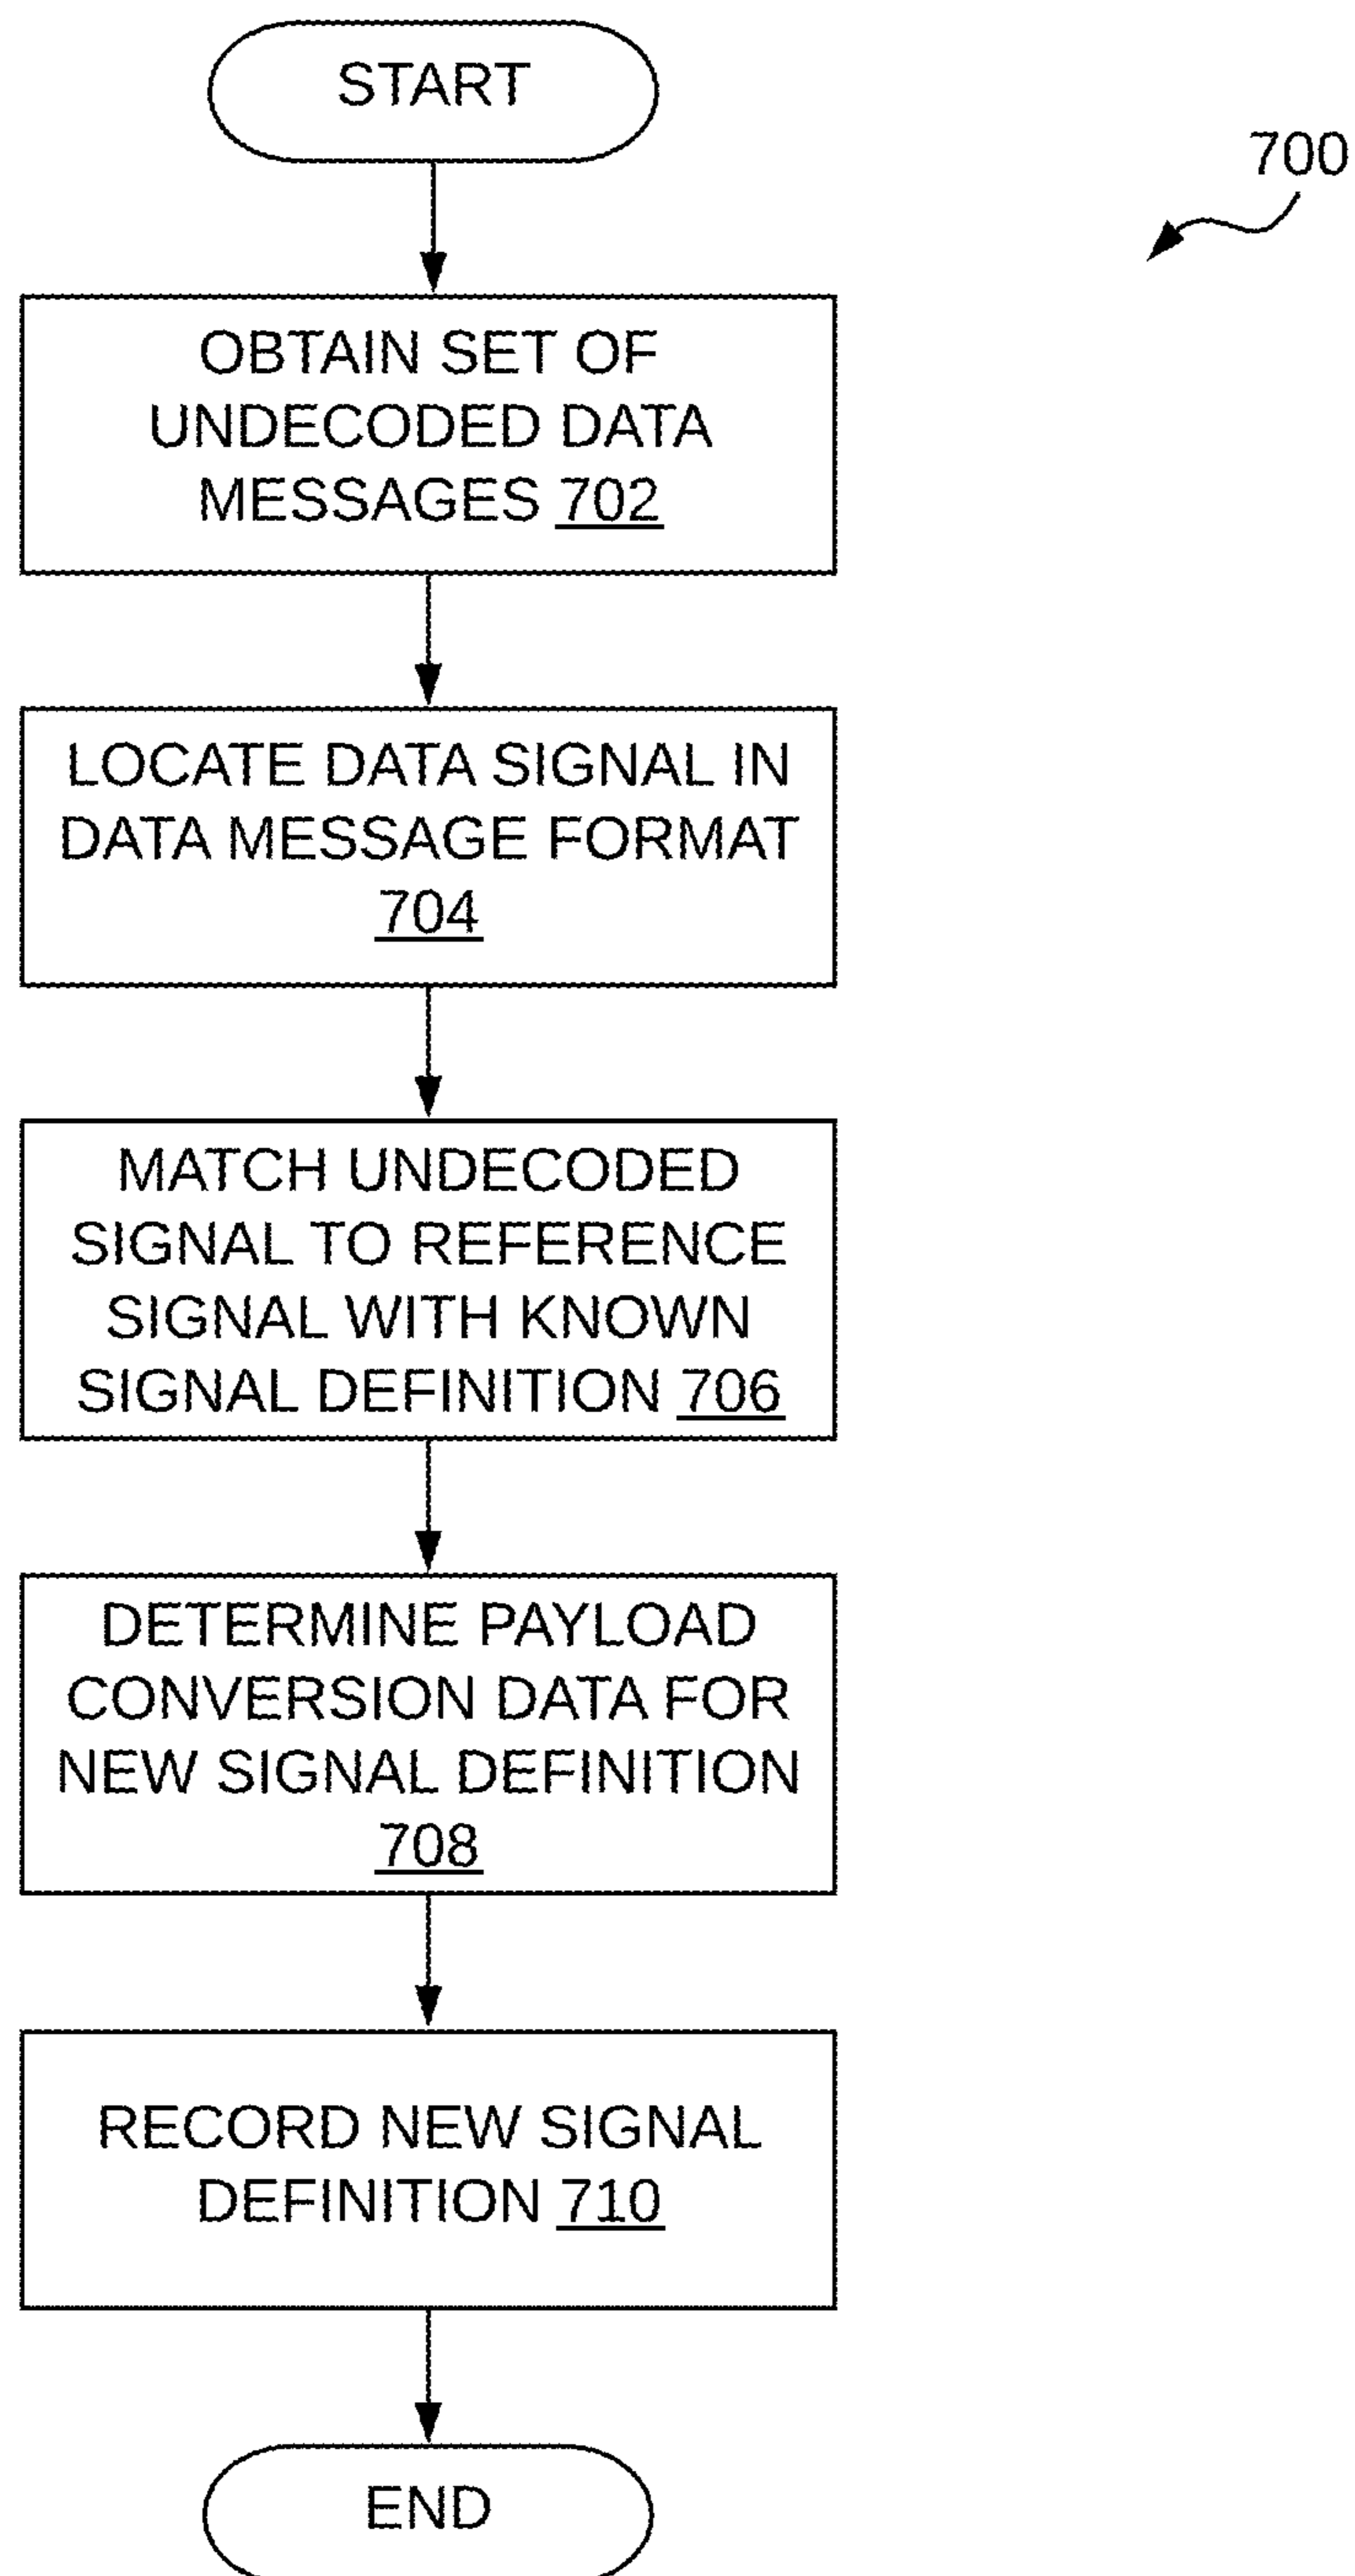 START
700
OBTAIN SET OF
UNDECODED DATA
MESSAGES 702
LOCATE DATA SIGNAL IN
DATA MESSAGE FORMAT
704
MATCH UNDECODED
SIGNAL TO REFERENCE
SIGNAL WITH KNOWN
SIGNAL DEFINITION 706
DETERMINE PAYLOAD
CONVERSION DATA FOR
NEW SIGNAL DEFINITION
708
RECORD NEW SIGNAL
DEFINITION 710
END